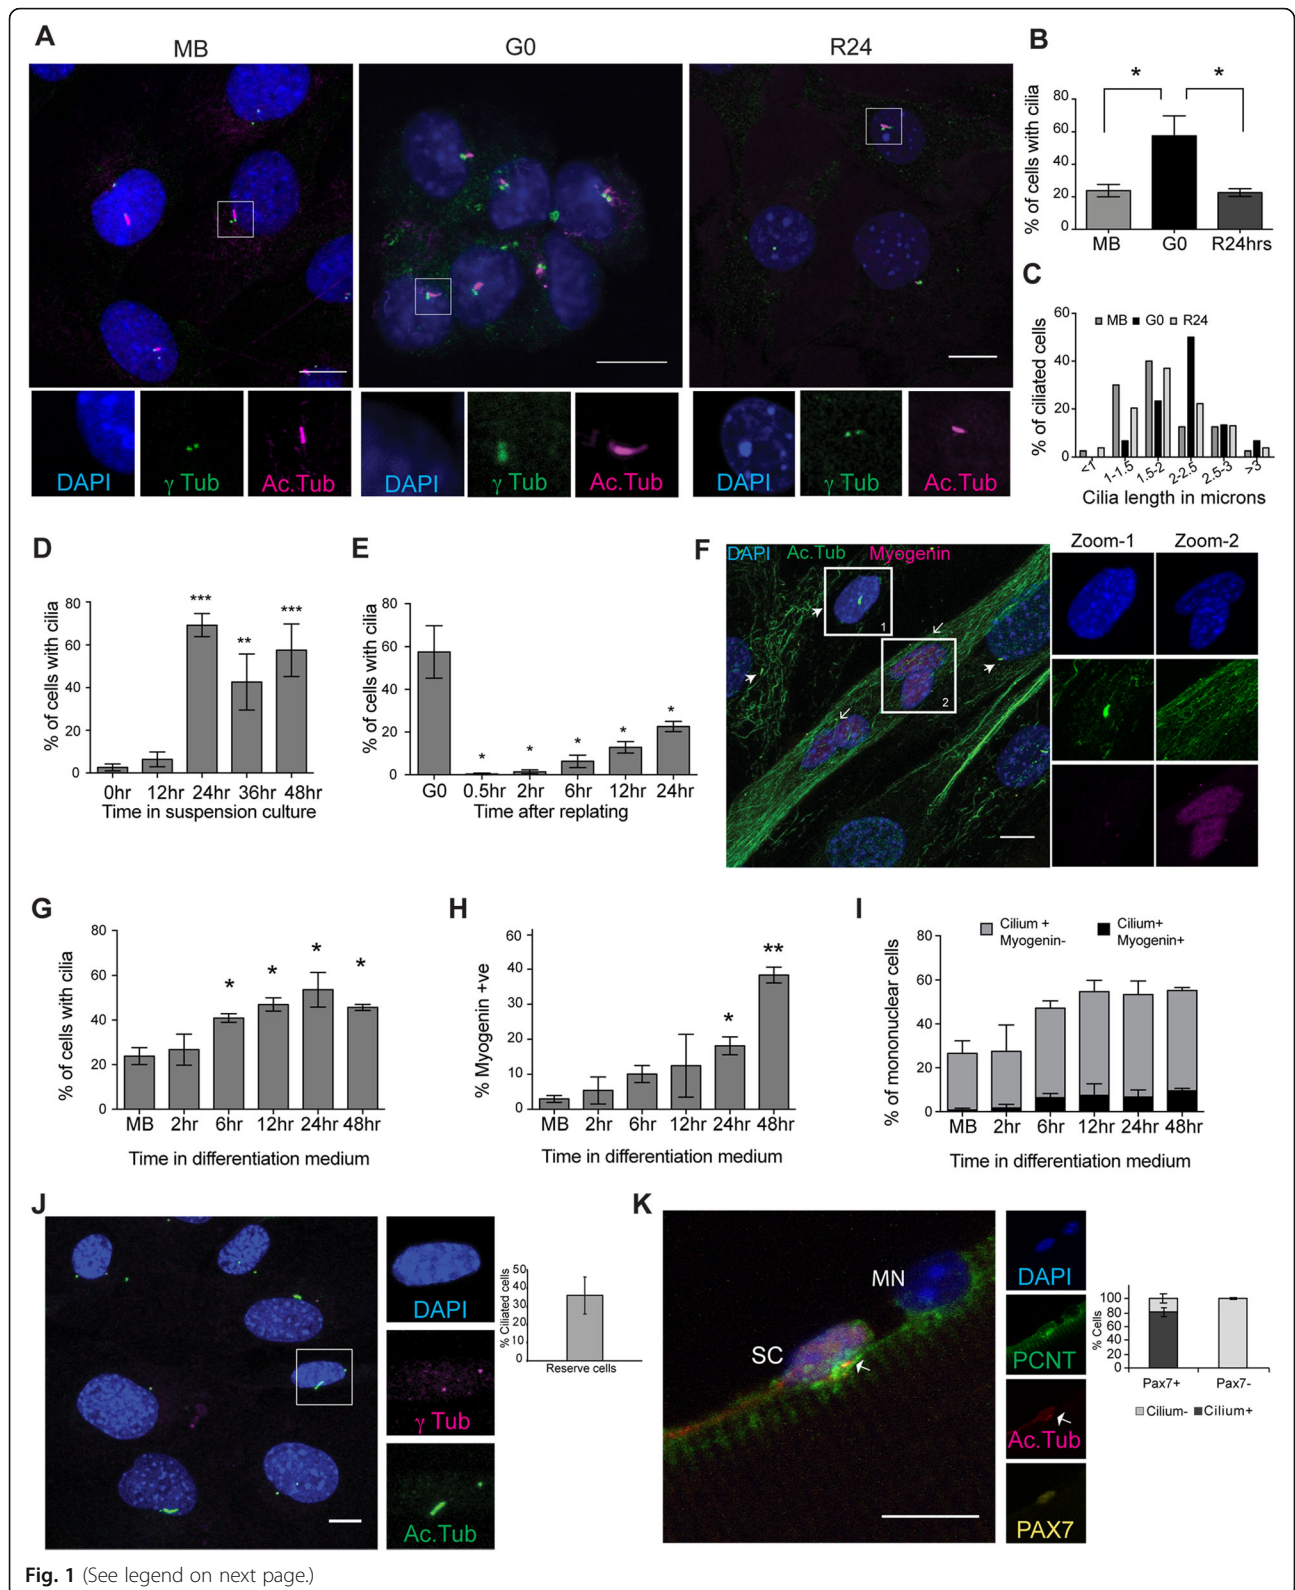 A
MB
G0
R24
DAPI
γ Tub
Ac.Tub
DAPI
γ Tub
Ac.Tub
DAPI
γ Tub
Ac.Tub
B
% of cells with cilia
80
60
40
20
0
*
*
MB
G0
R24hrs
C
% of ciliated cells
60
40
20
0
MB G0 R24
<1
1-1.5
1.5-2
2-2.5
2.5-3
>3
Cilia length in microns
D
% of cells with cilia
80
60
40
20
0
***
**
***
0hr 12hr 24hr 36hr 48hr
Time in suspension culture
E
% of cells with cilia
80
60
40
20
0
* * * * *
G0 0.5hr 2hr 6hr 12hr 24hr
Time after replating
F
DAPI Ac.Tub Myogenin
1
2
Zoom-1 Zoom-2
G
% of cells with cilia
80
60
40
20
0
* * * *
MB 2hr 6hr 12hr 24hr 48hr
Time in differentiation medium
H
% Myogenin +ve
60
40
30
20
10
0
* **
MB 2hr 6hr 12hr 24hr 48hr
Time in differentiation medium
I
Cilium +
Myogenin-
Cilium+
Myogenin+
% of mononuclear cells
80
60
40
20
0
MB 2hr 6hr 12hr 24hr 48hr
Time in differentiation medium
J
DAPI
γ Tub
Ac.Tub
% Ciliated cells
50
40
30
20
10
0
Reserve cells
K
SC
MN
DAPI
PCNT
Ac.Tub
PAX7
% Cells
100
80
60
40
20
0
Pax7+ Pax7-
Cilium- Cilium+
Fig. 1 (See legend on next page.)